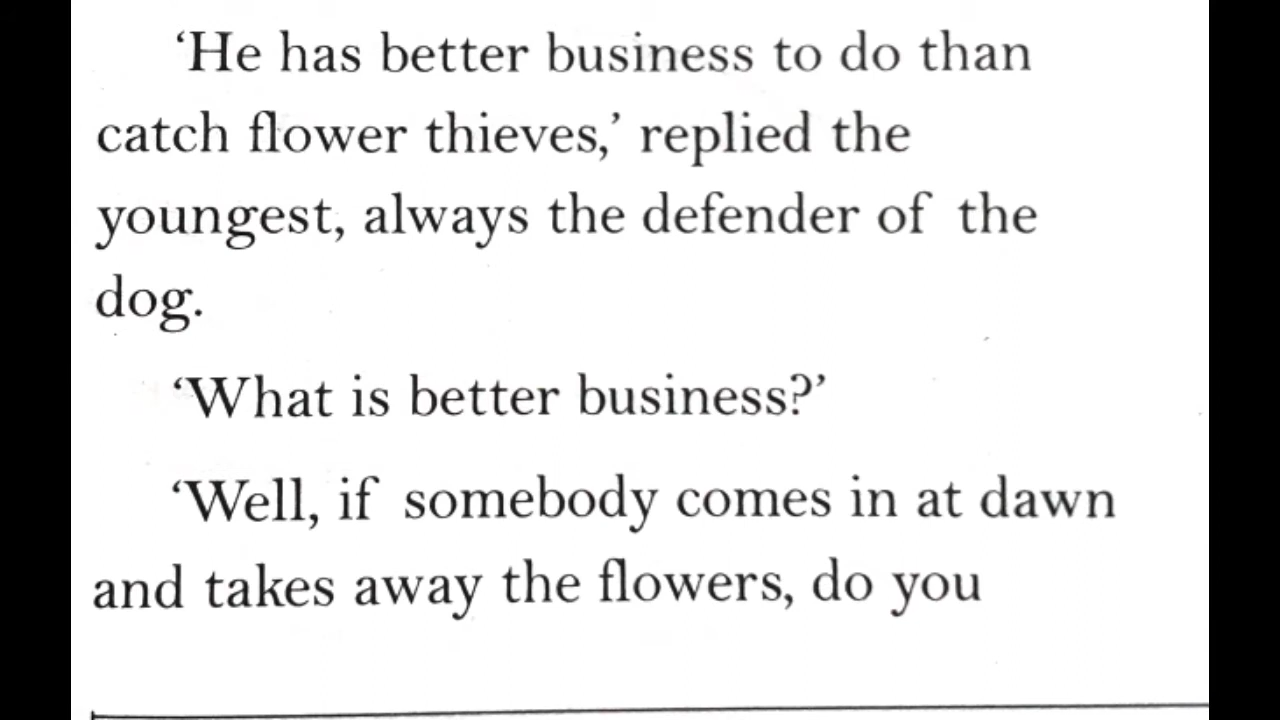 ‘He has better business to do than
catch flower thieves,’ replied the
youngest, always the defender of the
dog.
‘What is better business?’
‘Well, if somebody comes in at dawn
and takes away the flowers, do you